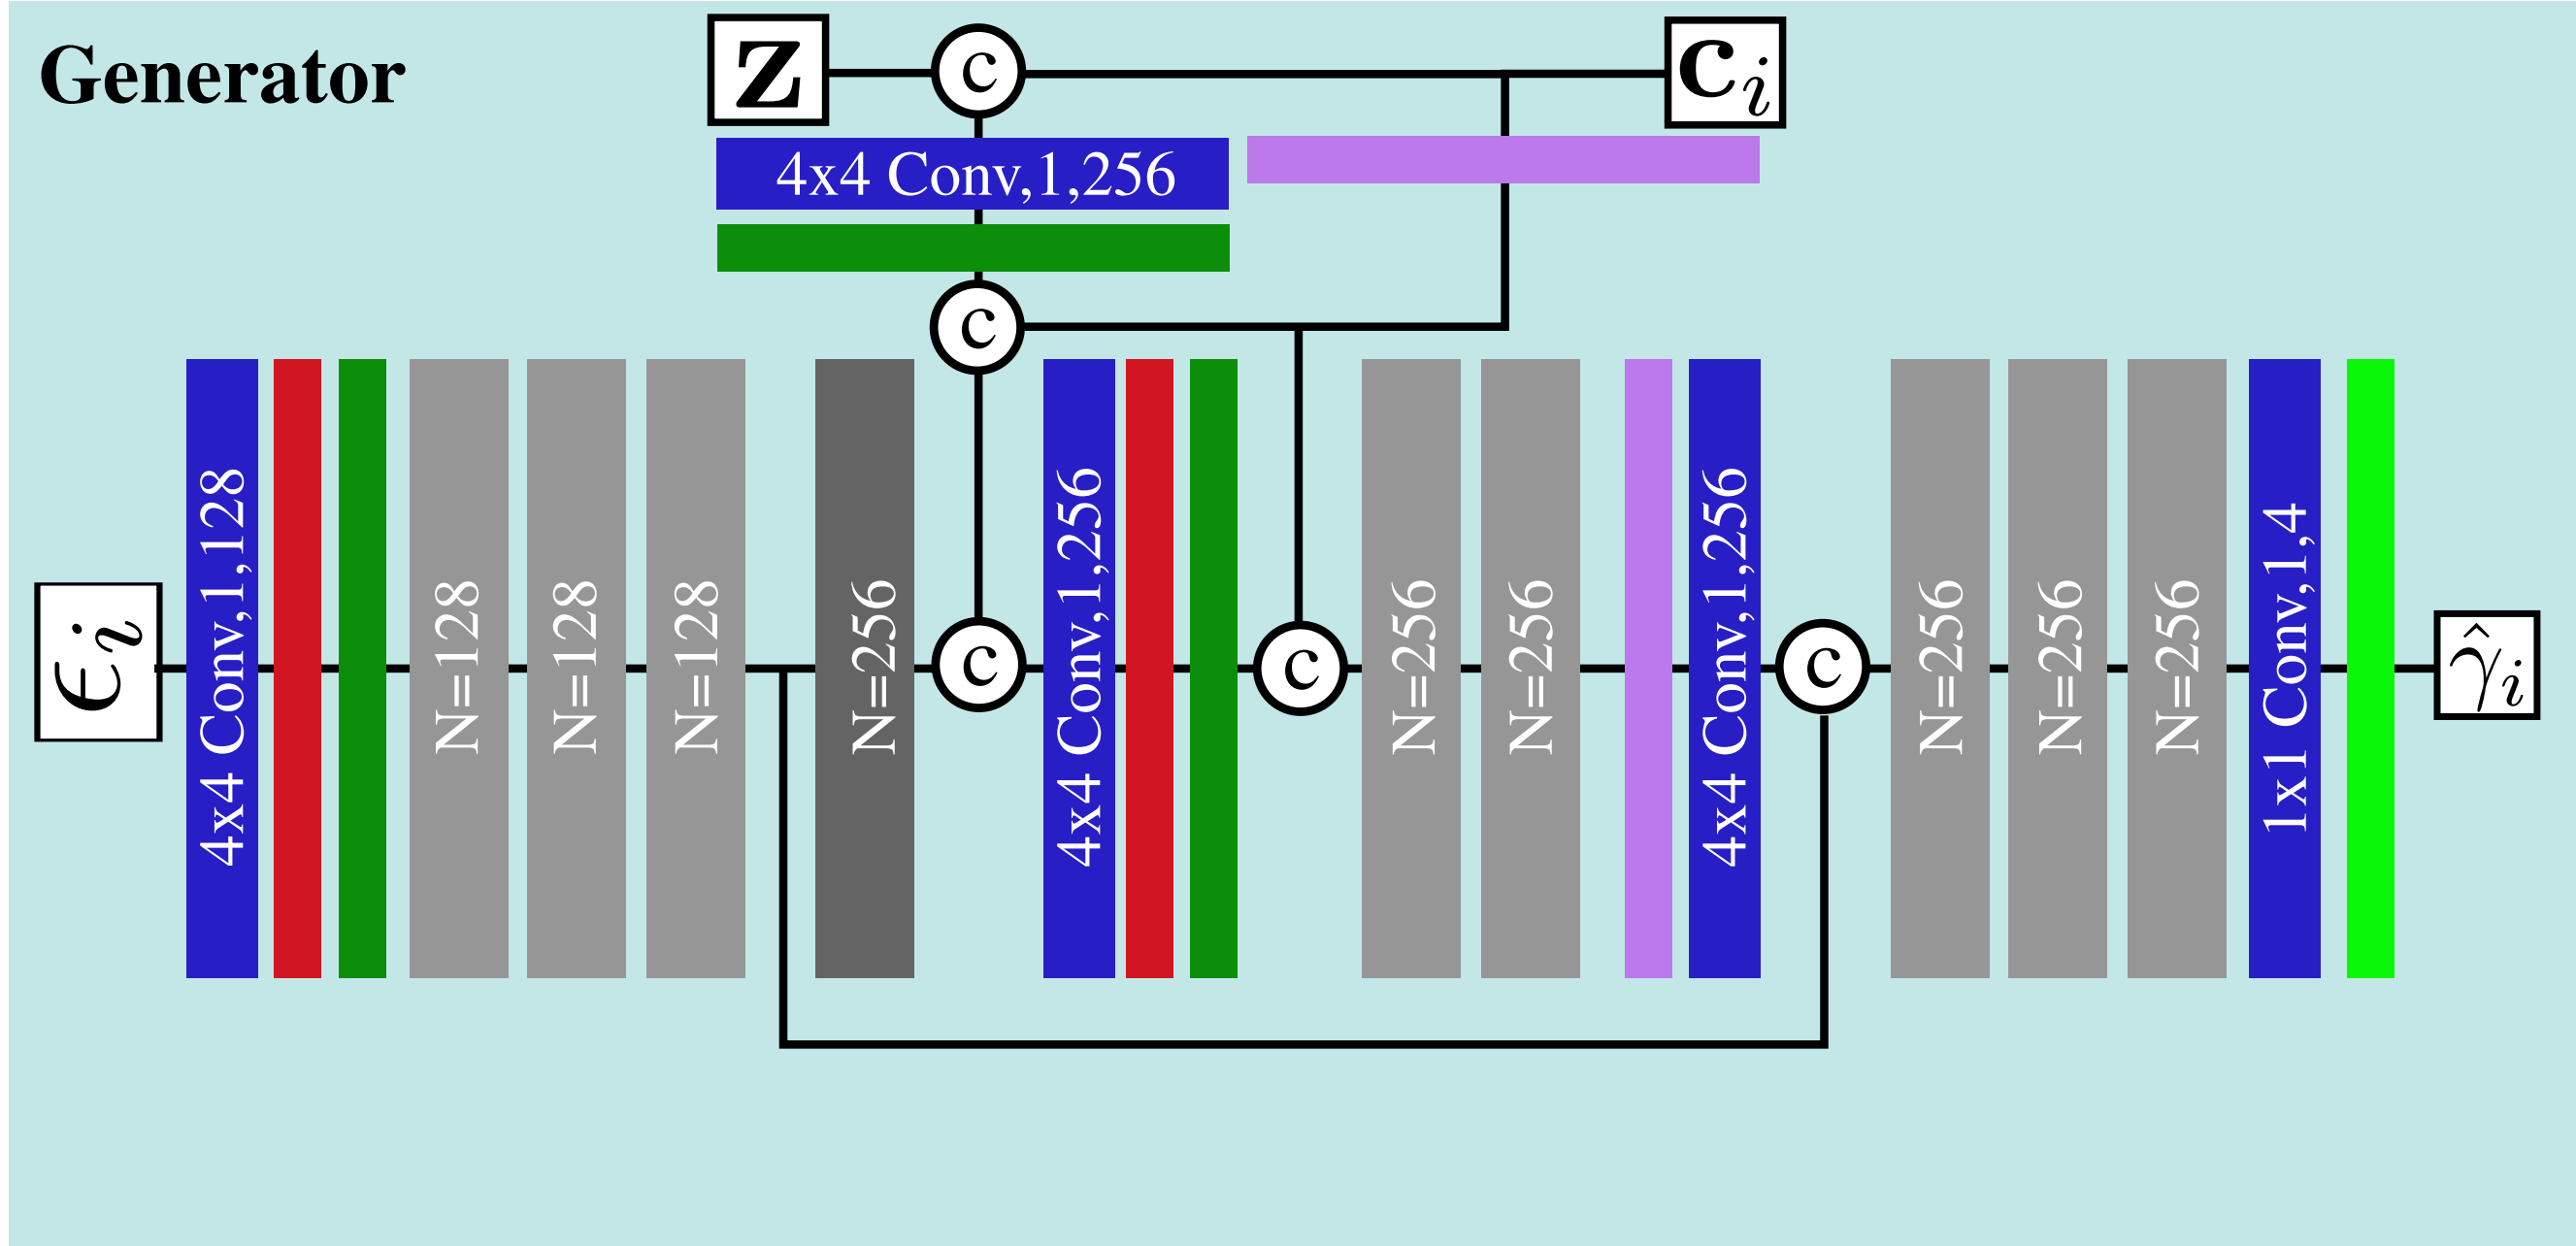 Generator
z
c
c_i
4x4 Conv,1,256
c
ϵ_i
4x4 Conv,1,128
N=128
N=128
N=128
N=256
c
4x4 Conv,1,256
c
N=256
N=256
4x4 Conv,1,256
c
N=256
N=256
N=256
1x1 Conv,1,4
γ̂_i